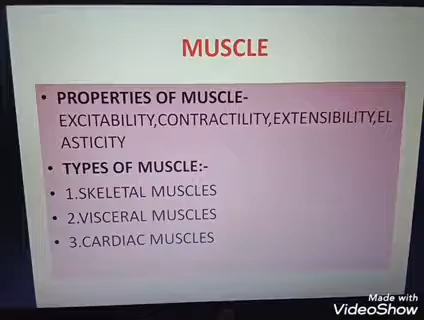 MUSCLE
• PROPERTIES OF MUSCLE-
EXCITABILITY,CONTRACTILITY,EXTENSIBILITY,EL
ASTICITY
• TYPES OF MUSCLE:-
• 1.SKELETAL MUSCLES
• 2.VISCERAL MUSCLES
• 3.CARDIAC MUSCLES
Made with
VideoShow